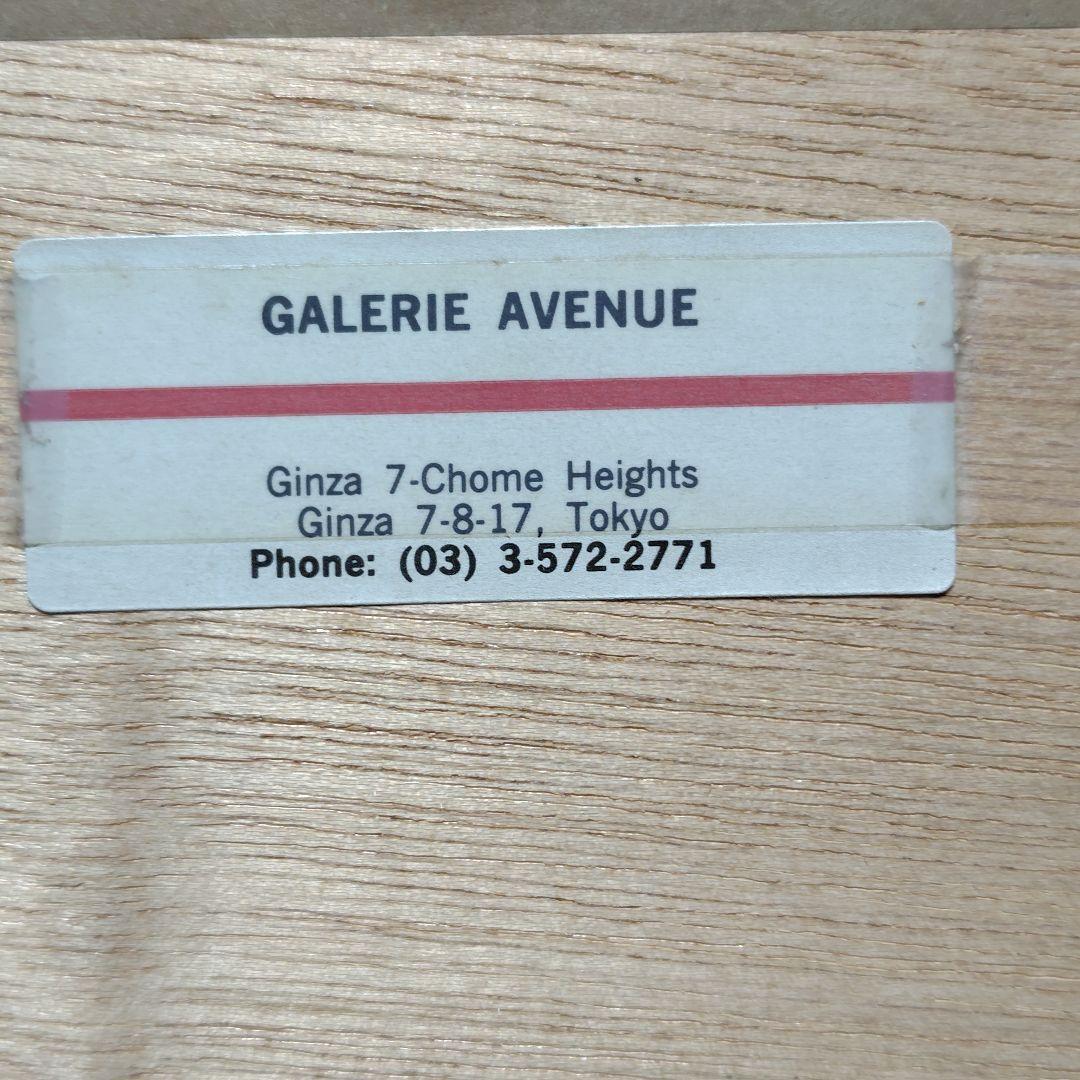 GALERIE AVENUE
Ginza 7-Chome Heights
Ginza 7-8-17, Tokyo
Phone: (03) 3-572-2771